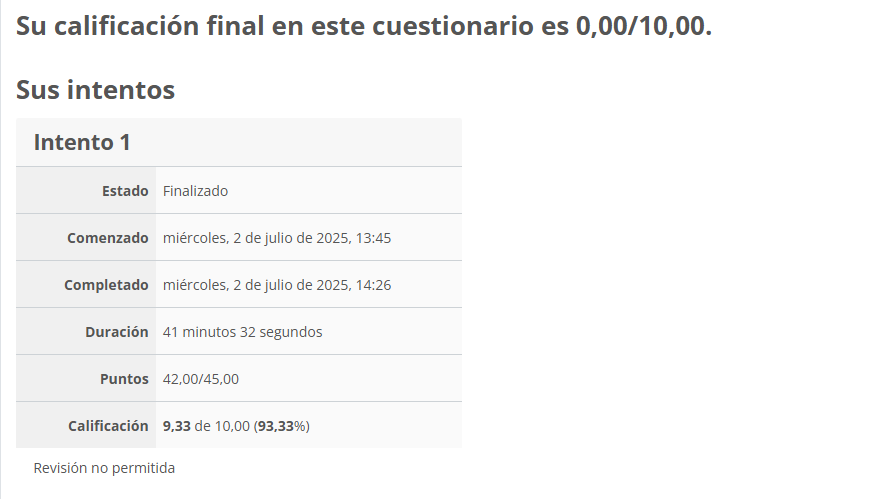 Su calificación final en este cuestionario es 0,00/10,00.
Sus intentos
Intento 1
Estado Finalizado
Comenzado miércoles, 2 de julio de 2025, 13:45
Completado miércoles, 2 de julio de 2025, 14:26
Duración 41 minutos 32 segundos
Puntos 42,00/45,00
Calificación 9,33 de 10,00 (93,33%)
Revisión no permitida